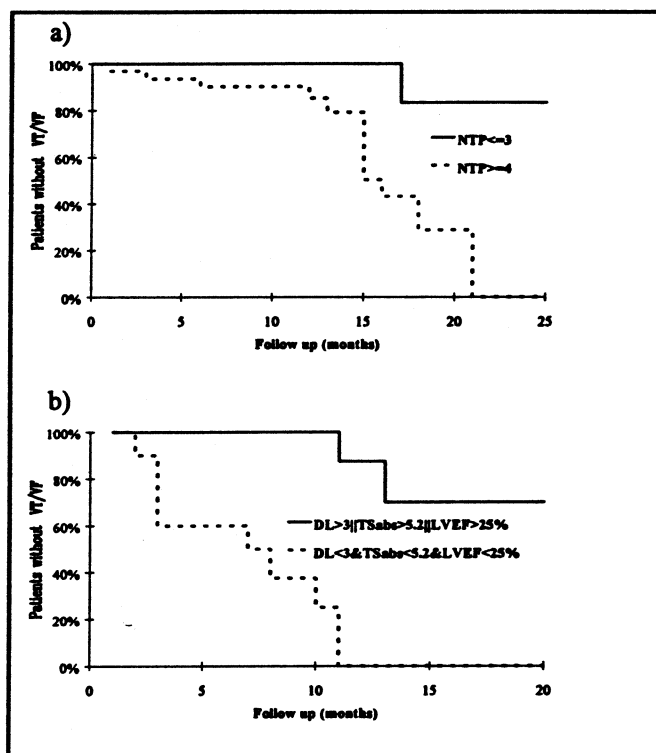 a)
100%
80%
60%
40%
20%
0%
Patients without VT/VF
NTP<=3
NTP>=4
0 5 10 15 20 25
Follow up (months)
b)
100%
80%
60%
40%
20%
0%
Patients without VT/VF
DL>3||TSabs>5.2||LVEF>25%
DL<3&TSabs<5.2&LVEF<25%
0 5 10 15 20
Follow up (months)